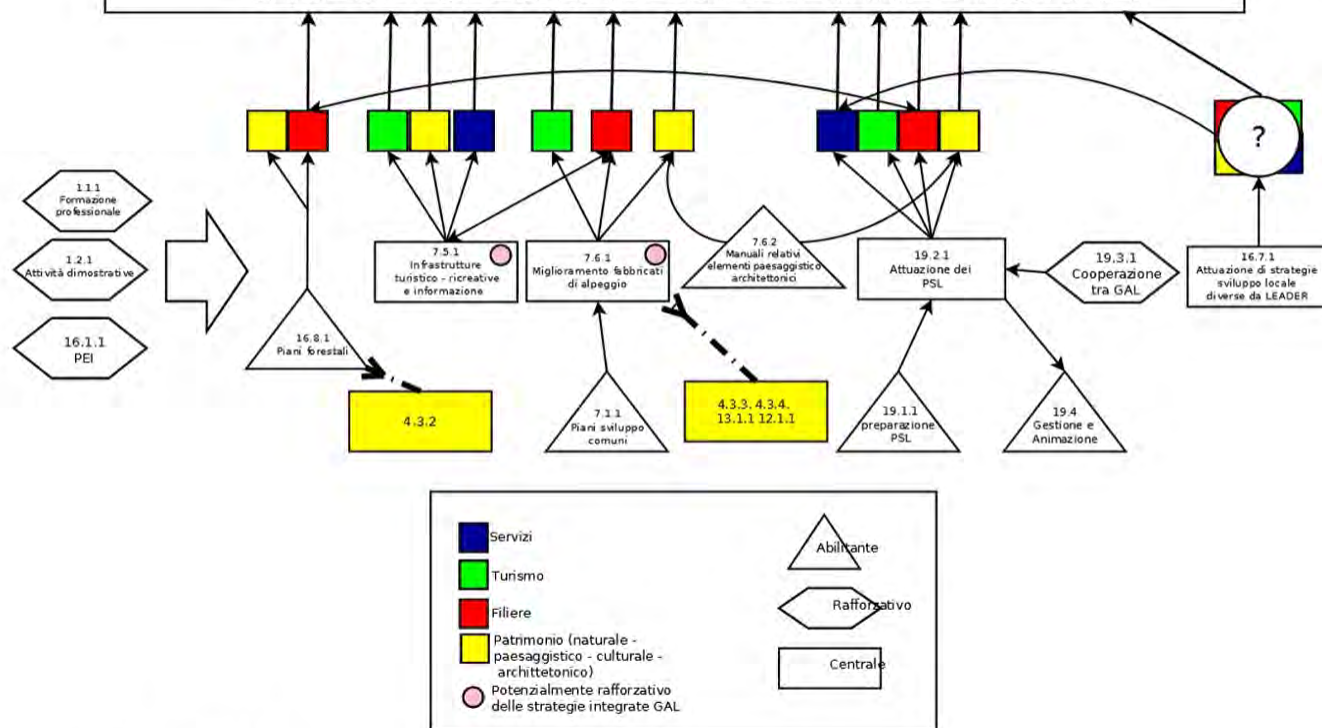 ?
1.1.1
Formazione
professionale
1.2.1
Attività dimostrative
16.1.1
PEI
16.8.1
Piani forestali
4.3.2
7.5.1
Infrastrutture
turistico - ricreative
e informazione
7.6.1
Miglioramento fabbricati
di alpeggio
7.1.1
Piani sviluppo
comuni
7.6.2
Manuali relativi
elementi paesaggistico
architettonici
4.3.3. 4.3.4.
13.1.1 12.1.1
19.2.1
Attuazione dei
PSL
19.1.1
preparazione
PSL
19.4
Gestione e
Animazione
19.3.1
Cooperazione
tra GAL
16.7.1
Attuazione di strategie
sviluppo locale
diverse da LEADER
Servizi
Turismo
Filiere
Patrimonio (naturale -
paesaggistico - culturale -
archittetonico)
Potenzialmente rafforzativo
delle strategie integrate GAL
Abilitante
Rafforzativo
Centrale